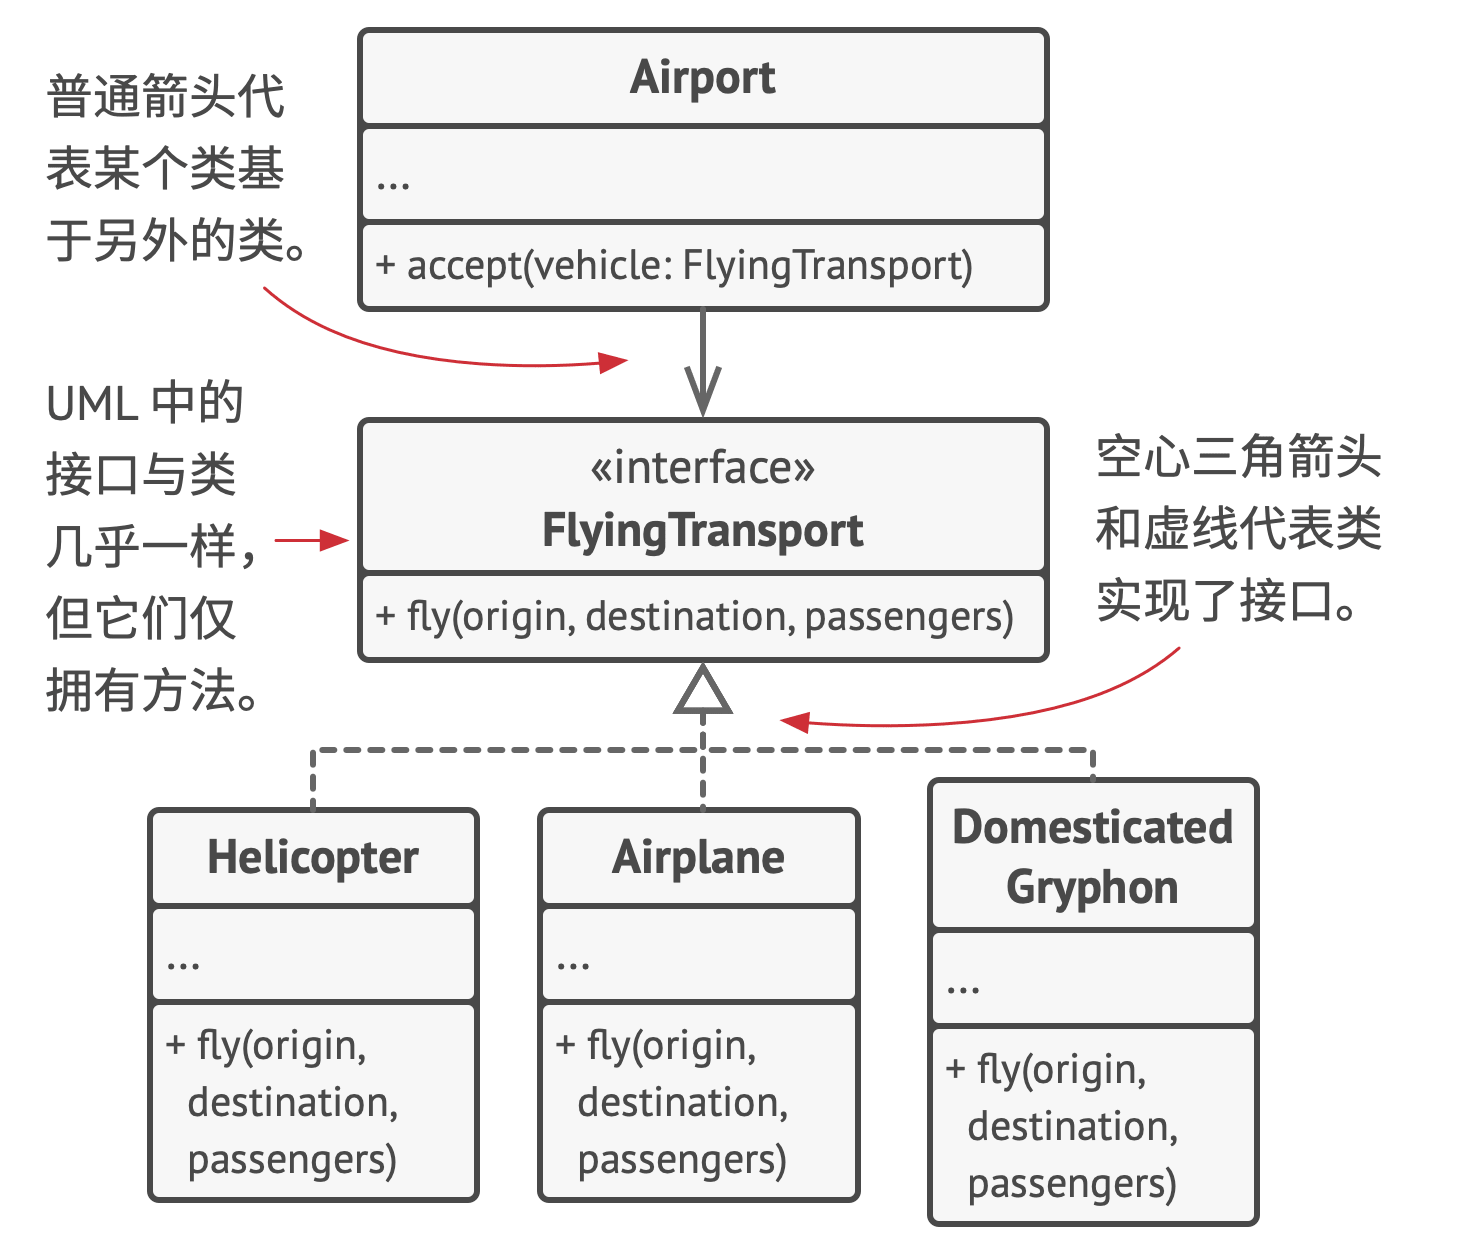 Airport
...
+ accept(vehicle: FlyingTransport)
普通箭头代
表某个类基
于另外的类。
UML 中的
接口与类
几乎一样，
但它们仅
拥有方法。
«interface»
FlyingTransport
+ fly(origin, destination, passengers)
空心三角箭头
和虚线代表类
实现了接口。
Helicopter
...
+ fly(origin,
destination,
passengers)
Airplane
...
+ fly(origin,
destination,
passengers)
Domesticated
Gryphon
...
+ fly(origin,
destination,
passengers)